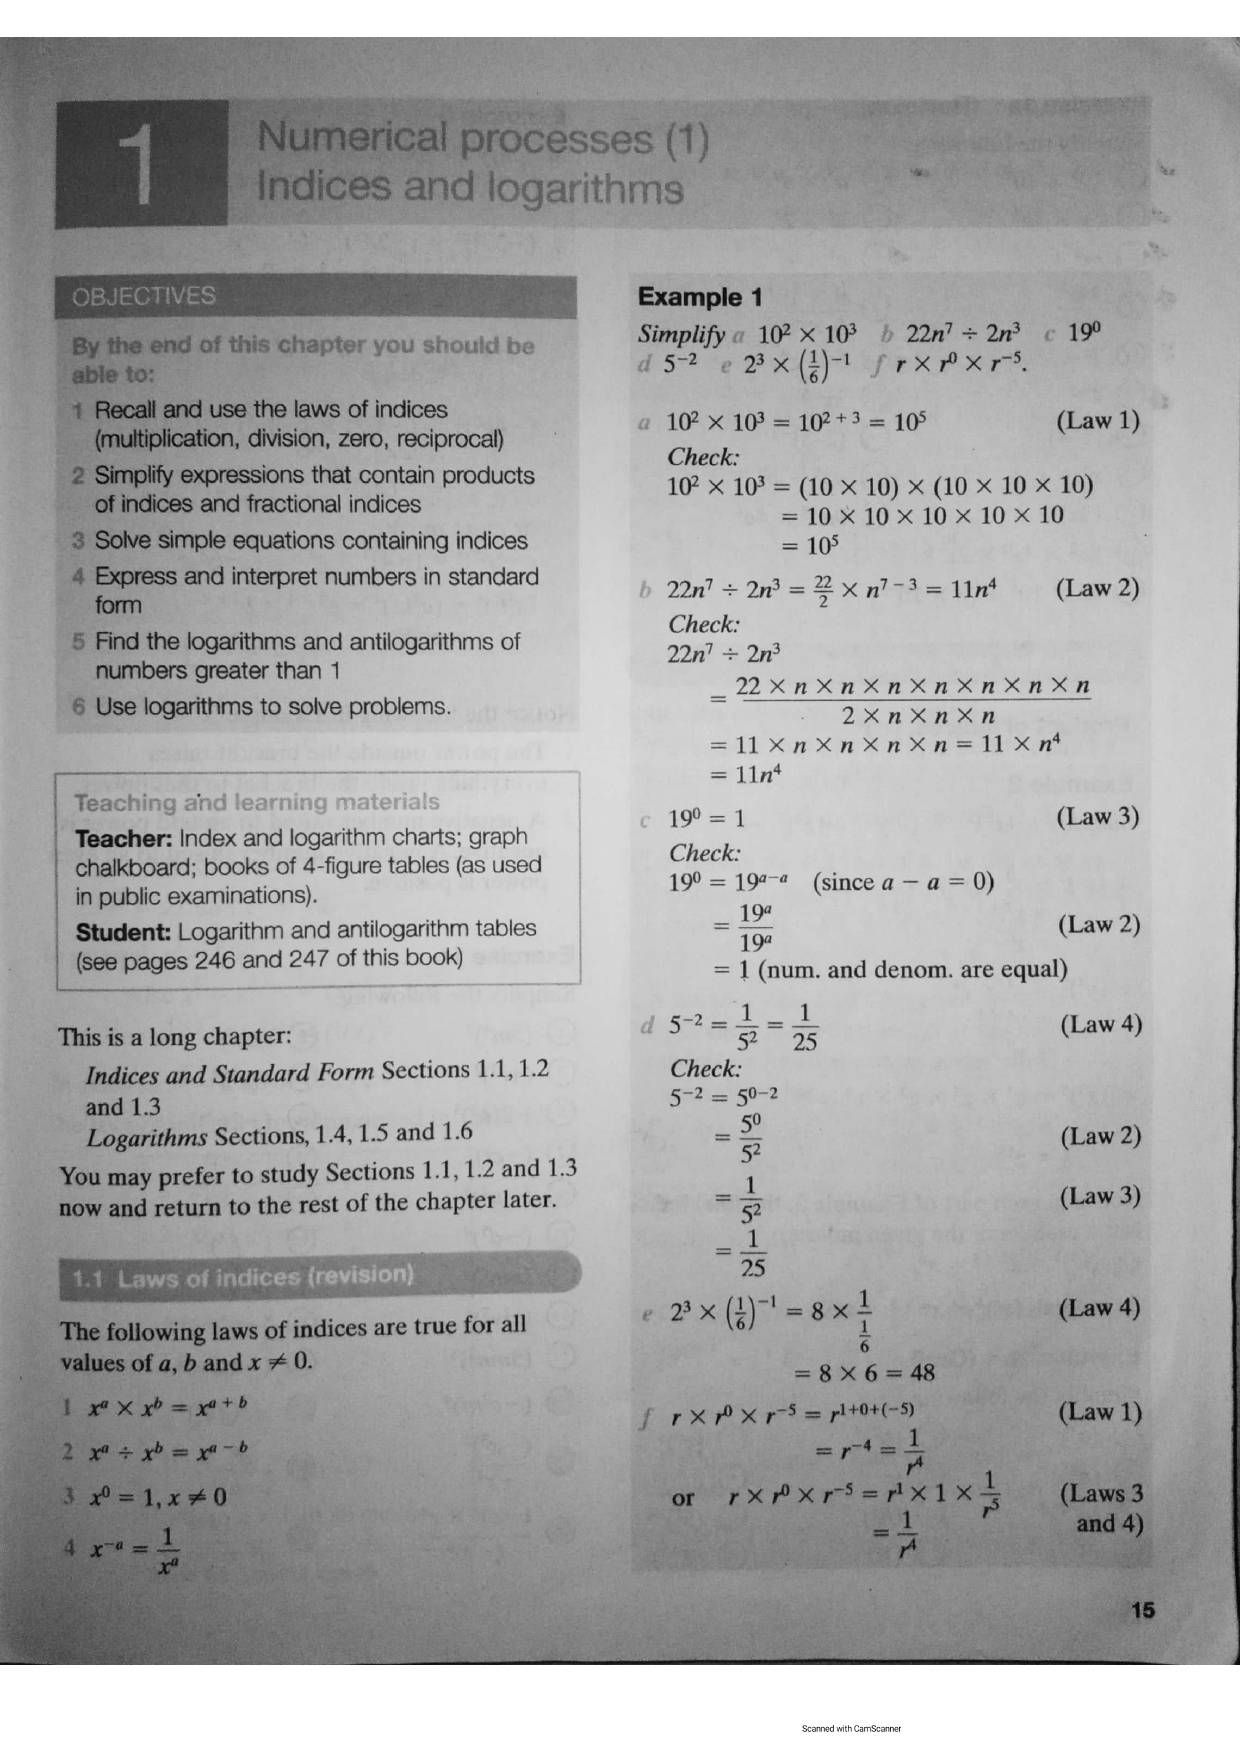 1
Numerical processes (1)
Indices and logarithms
OBJECTIVES
By the end of this chapter you should be
able to:
1 Recall and use the laws of indices
(multiplication, division, zero, reciprocal)
2 Simplify expressions that contain products
of indices and fractional indices
3 Solve simple equations containing indices
4 Express and interpret numbers in standard
form
5 Find the logarithms and antilogarithms of
numbers greater than 1
6 Use logarithms to solve problems.
Teaching and learning materials
Teacher: Index and logarithm charts; graph
chalkboard; books of 4-figure tables (as used
in public examinations).
Student: Logarithm and antilogarithm tables
(see pages 246 and 247 of this book)
This is a long chapter:
Indices and Standard Form Sections 1.1, 1.2
and 1.3
Logarithms Sections, 1.4, 1.5 and 1.6
You may prefer to study Sections 1.1, 1.2 and 1.3
now and return to the rest of the chapter later.
1.1 Laws of indices (revision)
The following laws of indices are true for all
values of a, b and x ≠ 0.
1 xᵃ × xᵇ = xᵃ⁺ᵇ
2 xᵃ ÷ xᵇ = xᵃ⁻ᵇ
3 x⁰ = 1, x ≠ 0
4 x⁻ᵃ = 1/xᵃ
Example 1
Simplify a 10² × 10³ b 22n⁷ ÷ 2n³ c 19⁰
d 5⁻² e 2³ × (1/6)⁻¹ f r × r⁰ × r⁻⁵.
a 10² × 10³ = 10²⁺³ = 10⁵ (Law 1)
Check:
10² × 10³ = (10 × 10) × (10 × 10 × 10)
= 10 × 10 × 10 × 10 × 10
= 10⁵
b 22n⁷ ÷ 2n³ = 22/2 × n⁷⁻³ = 11n⁴ (Law 2)
Check:
22n⁷ ÷ 2n³
= 22 × n × n × n × n × n × n × n
2 × n × n × n
= 11 × n × n × n × n = 11 × n⁴
= 11n⁴
c 19⁰ = 1 (Law 3)
Check:
19⁰ = 19ᵃ⁻ᵃ (since a − a = 0)
= 19ᵃ/19ᵃ (Law 2)
= 1 (num. and denom. are equal)
d 5⁻² = 1/5² = 1/25 (Law 4)
Check:
5⁻² = 5⁰⁻²
= 5⁰/5² (Law 2)
= 1/5² (Law 3)
= 1/25
e 2³ × (1/6)⁻¹ = 8 × 1/(1/6) (Law 4)
= 8 × 6 = 48
f r × r⁰ × r⁻⁵ = r¹⁺⁰⁺⁽⁻⁵⁾ (Law 1)
= r⁻⁴ = 1/r⁴
or r × r⁰ × r⁻⁵ = r¹ × 1 × 1/r⁵ (Laws 3
= 1/r⁴ and 4)
15
Scanned with CamScanner